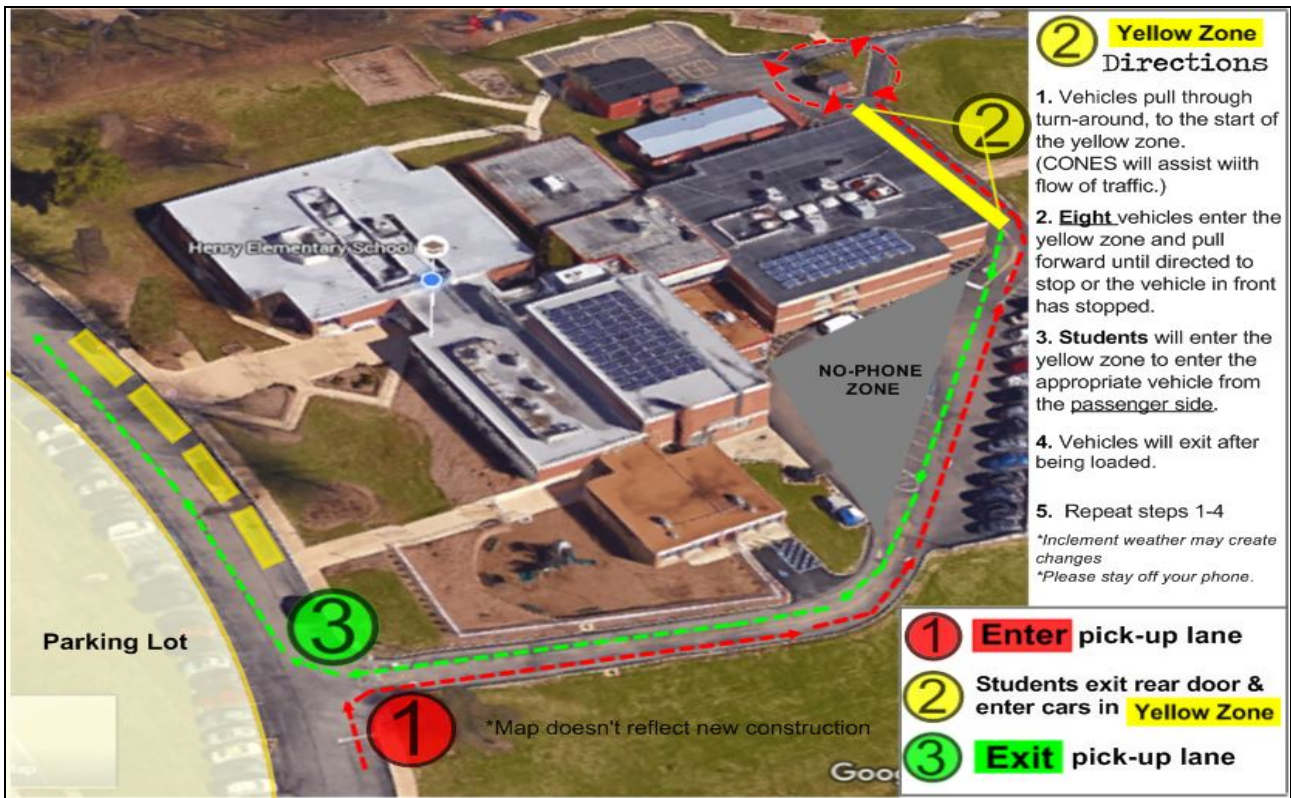 2 Yellow Zone
Directions
1. Vehicles pull through
turn-around, to the start of
the yellow zone.
(CONES will assist wiith
flow of traffic.)
2. Eight vehicles enter the
yellow zone and pull
forward until directed to
stop or the vehicle in front
has stopped.
3. Students will enter the
yellow zone to enter the
appropriate vehicle from
the passenger side.
4. Vehicles will exit after
being loaded.
5. Repeat steps 1-4
*Inclement weather may create
changes
*Please stay off your phone.
2
Henry Elementary School
NO-PHONE
ZONE
3
Parking Lot
1
*Map doesn't reflect new construction
Goo
1 Enter pick-up lane
2 Students exit rear door &
enter cars in Yellow Zone
3 Exit pick-up lane